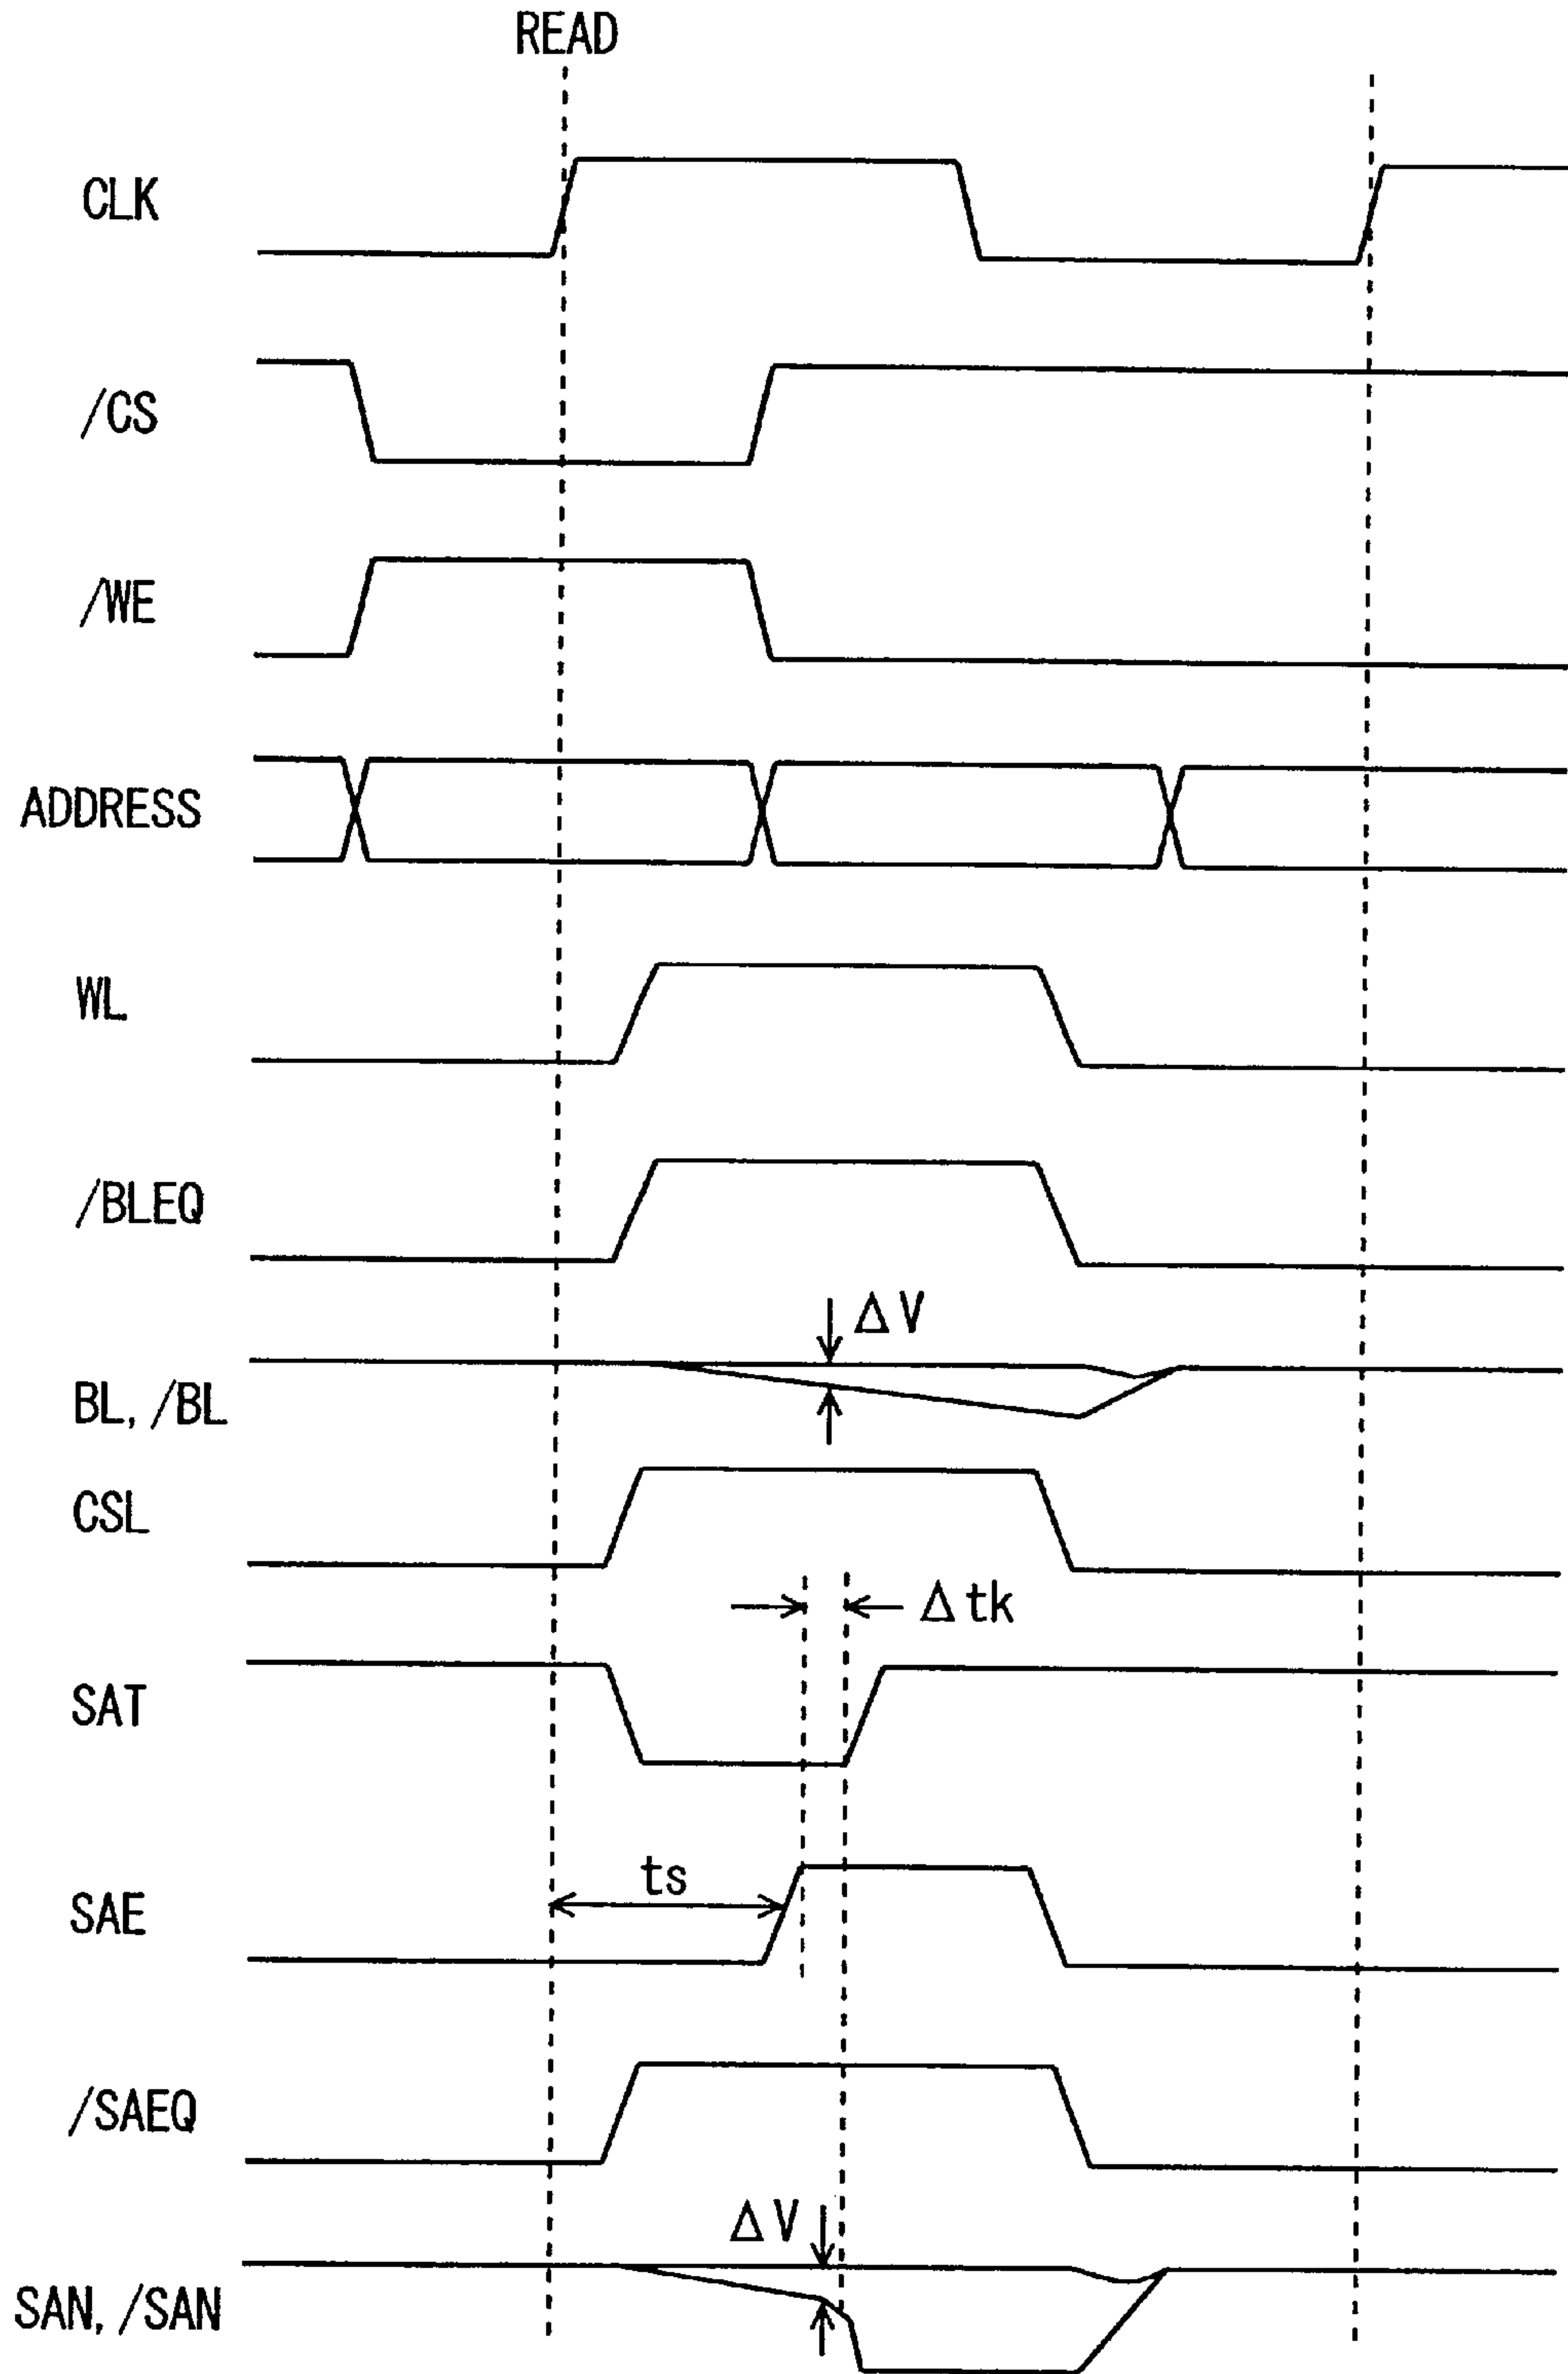 READ
CLK
/CS
/WE
ADDRESS
WL
/BLEQ
ΔV
BL, /BL
CSL
Δtk
SAT
ts
SAE
/SAEQ
ΔV
SAN, /SAN